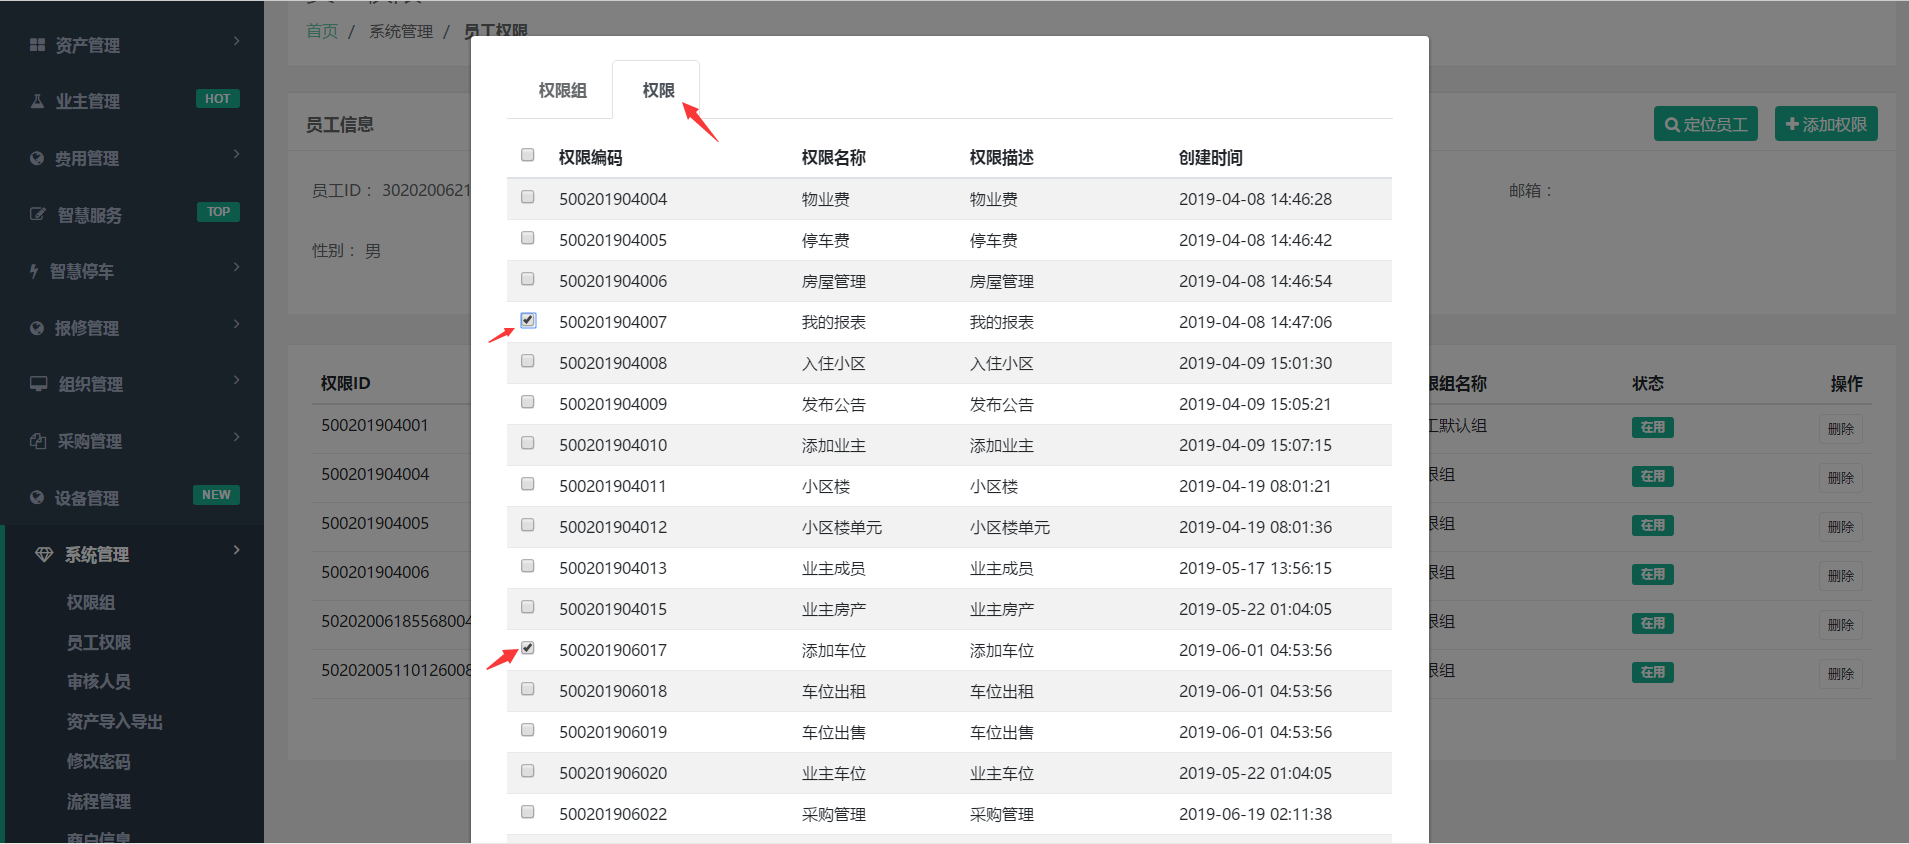 首页 / 系统管理 / 员工权限
资产管理
业主管理 HOT
费用管理
智慧服务 TOP
智慧停车
报修管理
组织管理
采购管理
设备管理 NEW
系统管理
权限组
员工权限
审核人员
资产导入导出
修改密码
流程管理
商户信息
员工信息
定位员工 添加权限
员工ID： 3020200621
邮箱：
性别： 男
权限ID
500201904001
500201904004
500201904005
500201904006
50202006185568004
50202005110126008
权限组 权限
权限编码 权限名称 权限描述 创建时间
500201904004 物业费 物业费 2019-04-08 14:46:28
500201904005 停车费 停车费 2019-04-08 14:46:42
500201904006 房屋管理 房屋管理 2019-04-08 14:46:54
500201904007 我的报表 我的报表 2019-04-08 14:47:06
500201904008 入住小区 入住小区 2019-04-09 15:01:30
500201904009 发布公告 发布公告 2019-04-09 15:05:21
500201904010 添加业主 添加业主 2019-04-09 15:07:15
500201904011 小区楼 小区楼 2019-04-19 08:01:21
500201904012 小区楼单元 小区楼单元 2019-04-19 08:01:36
500201904013 业主成员 业主成员 2019-05-17 13:56:15
500201904015 业主房产 业主房产 2019-05-22 01:04:05
500201906017 添加车位 添加车位 2019-06-01 04:53:56
500201906018 车位出租 车位出租 2019-06-01 04:53:56
500201906019 车位出售 车位出售 2019-06-01 04:53:56
500201906020 业主车位 业主车位 2019-05-22 01:04:05
500201906022 采购管理 采购管理 2019-06-19 02:11:38
限组名称 状态 操作
工默认组 在用 删除
限组 在用 删除
限组 在用 删除
限组 在用 删除
限组 在用 删除
限组 在用 删除